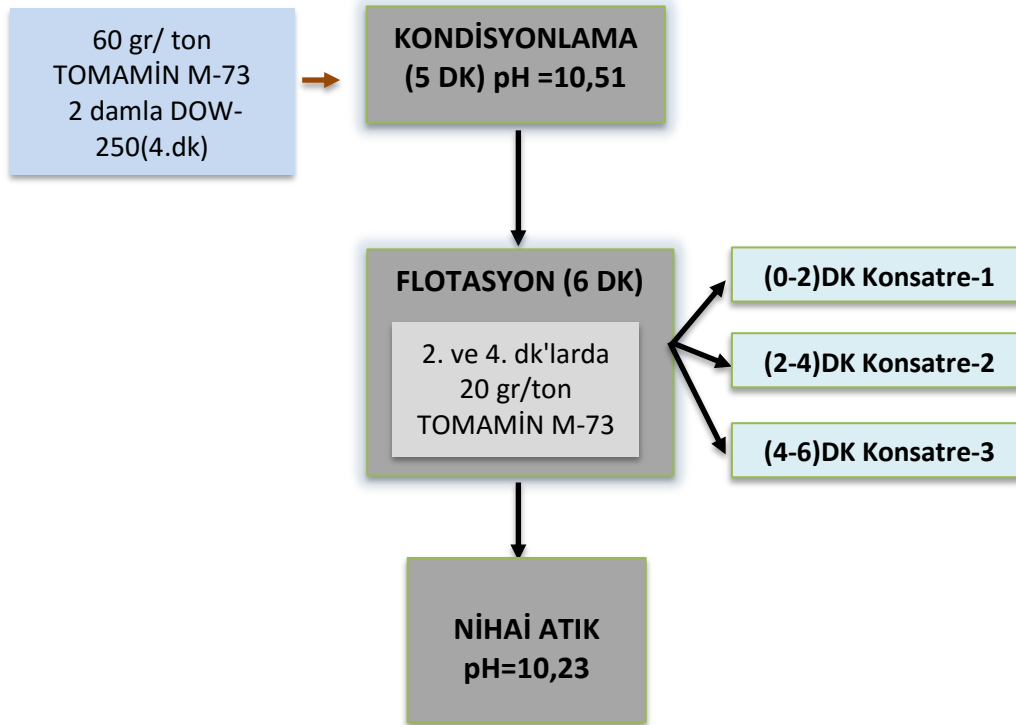 60 gr/ ton
TOMAMİN M-73
2 damla DOW-
250(4.dk)
KONDİSYONLAMA
(5 DK) pH =10,51
FLOTASYON (6 DK)
2. ve 4. dk'larda
20 gr/ton
TOMAMİN M-73
(0-2)DK Konsatre-1
(2-4)DK Konsatre-2
(4-6)DK Konsatre-3
NİHAİ ATIK
pH=10,23